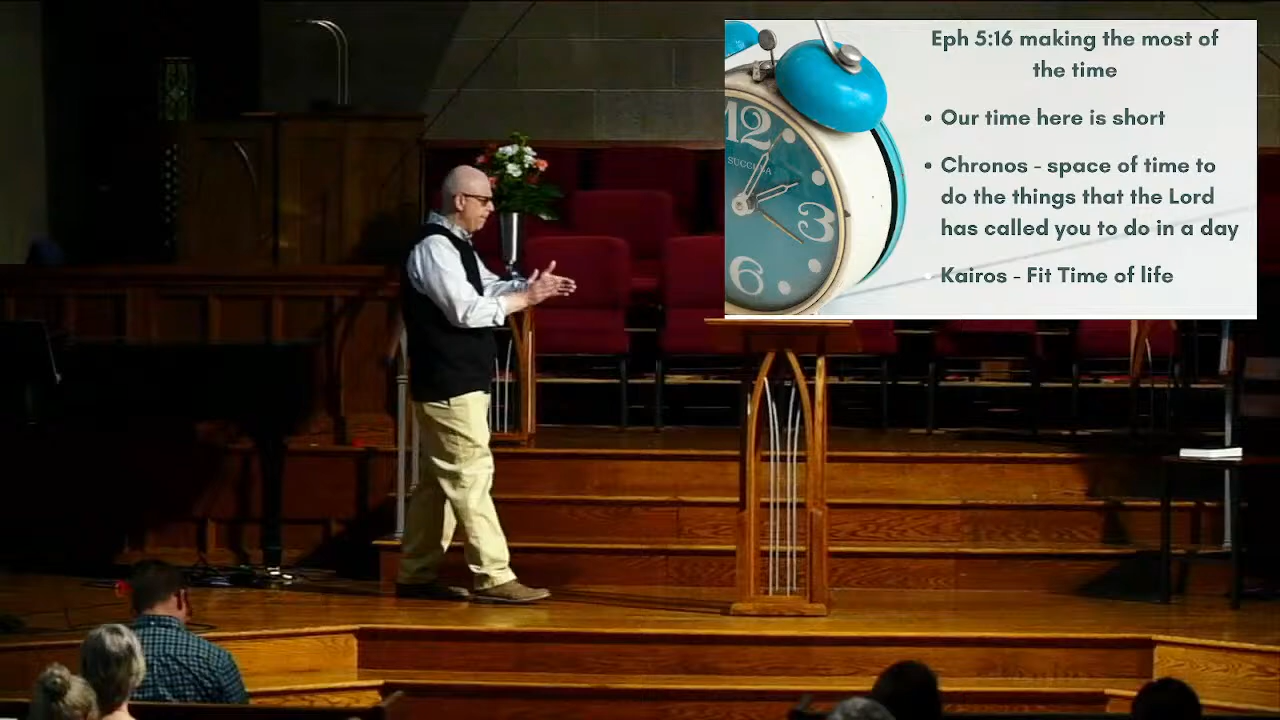 Eph 5:16 making the most of
the time
• Our time here is short
• Chronos - space of time to
do the things that the Lord
has called you to do in a day
• Kairos - Fit Time of life
12
SUCCESA
3
6